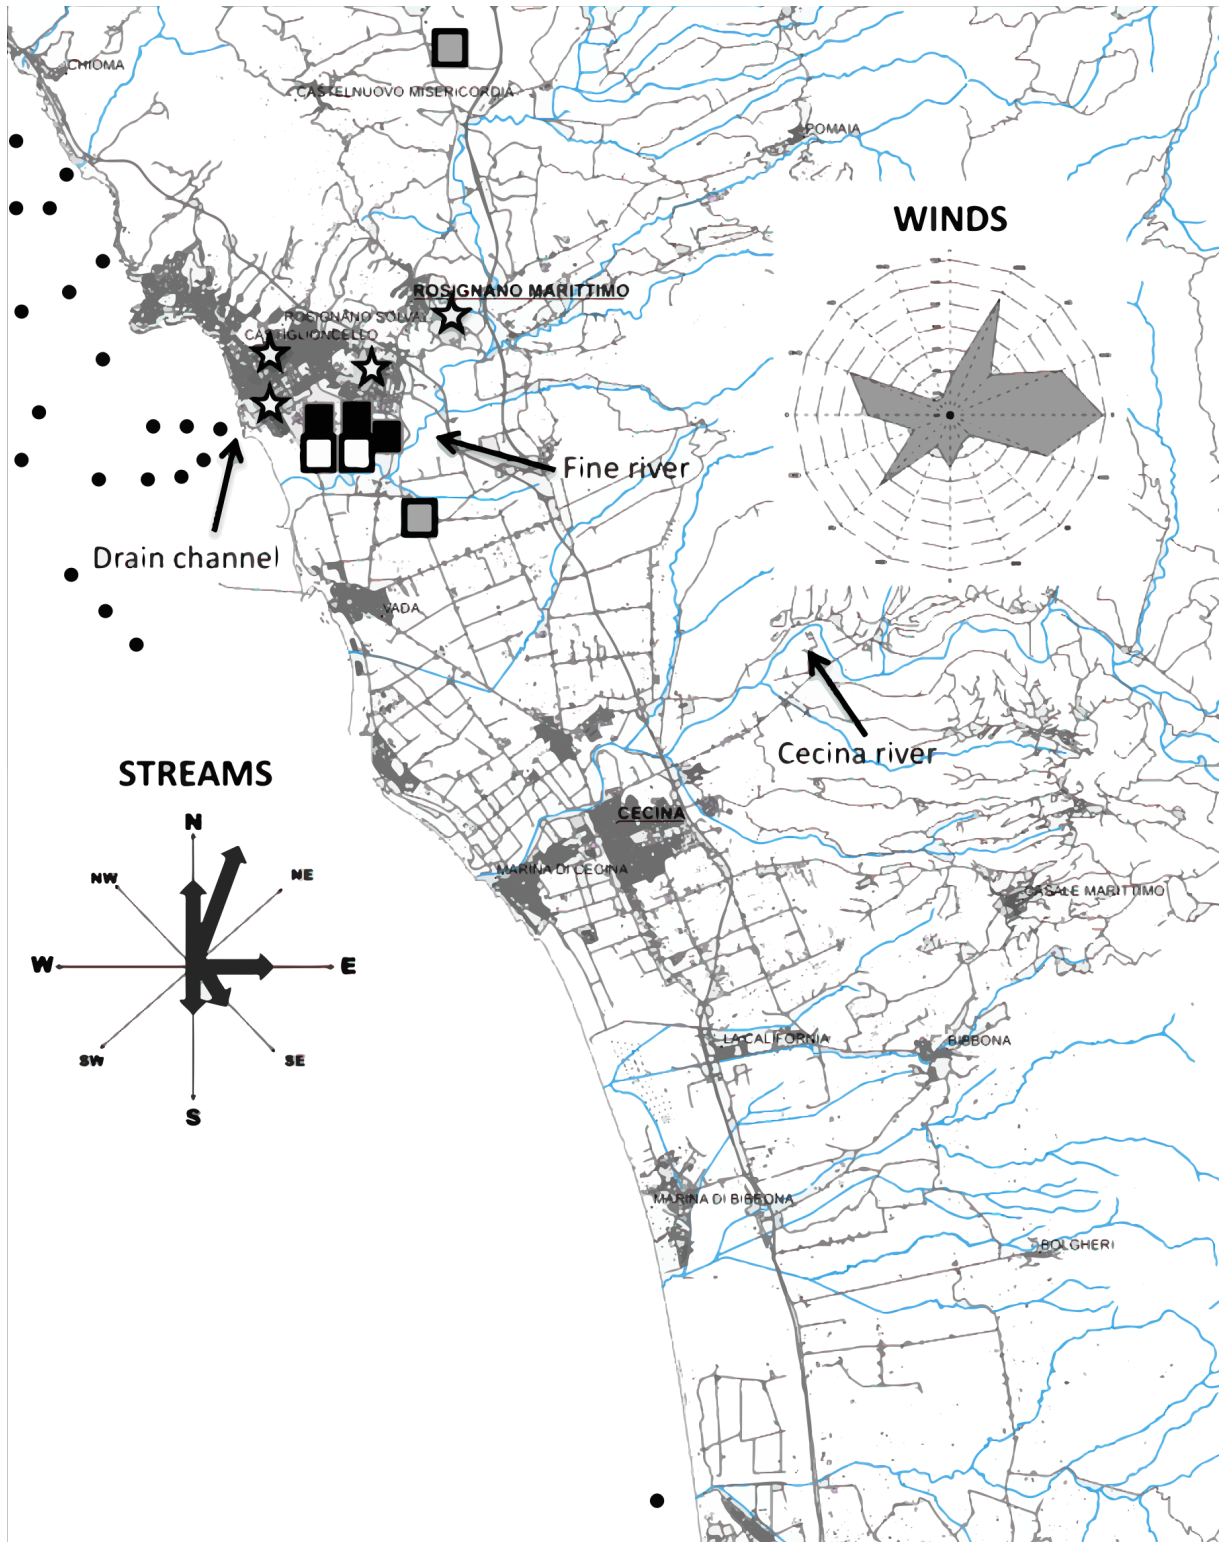 CHIOMA
CASTELNUOVO MISERICORDIA
POMAIA
WINDS
ROSIGNANO MARITTIMO
ROSIGNANO SOLVAY
CASTIGLIONCELLO
Fine river
Drain channel
VADA
Cecina river
STREAMS
N
NW
NE
W
E
SW
SE
S
CECINA
MARINA DI CECINA
CASALE MARITTIMO
LA CALIFORNIA
BIBBONA
MARINA DI BIBBONA
BOLGHERI